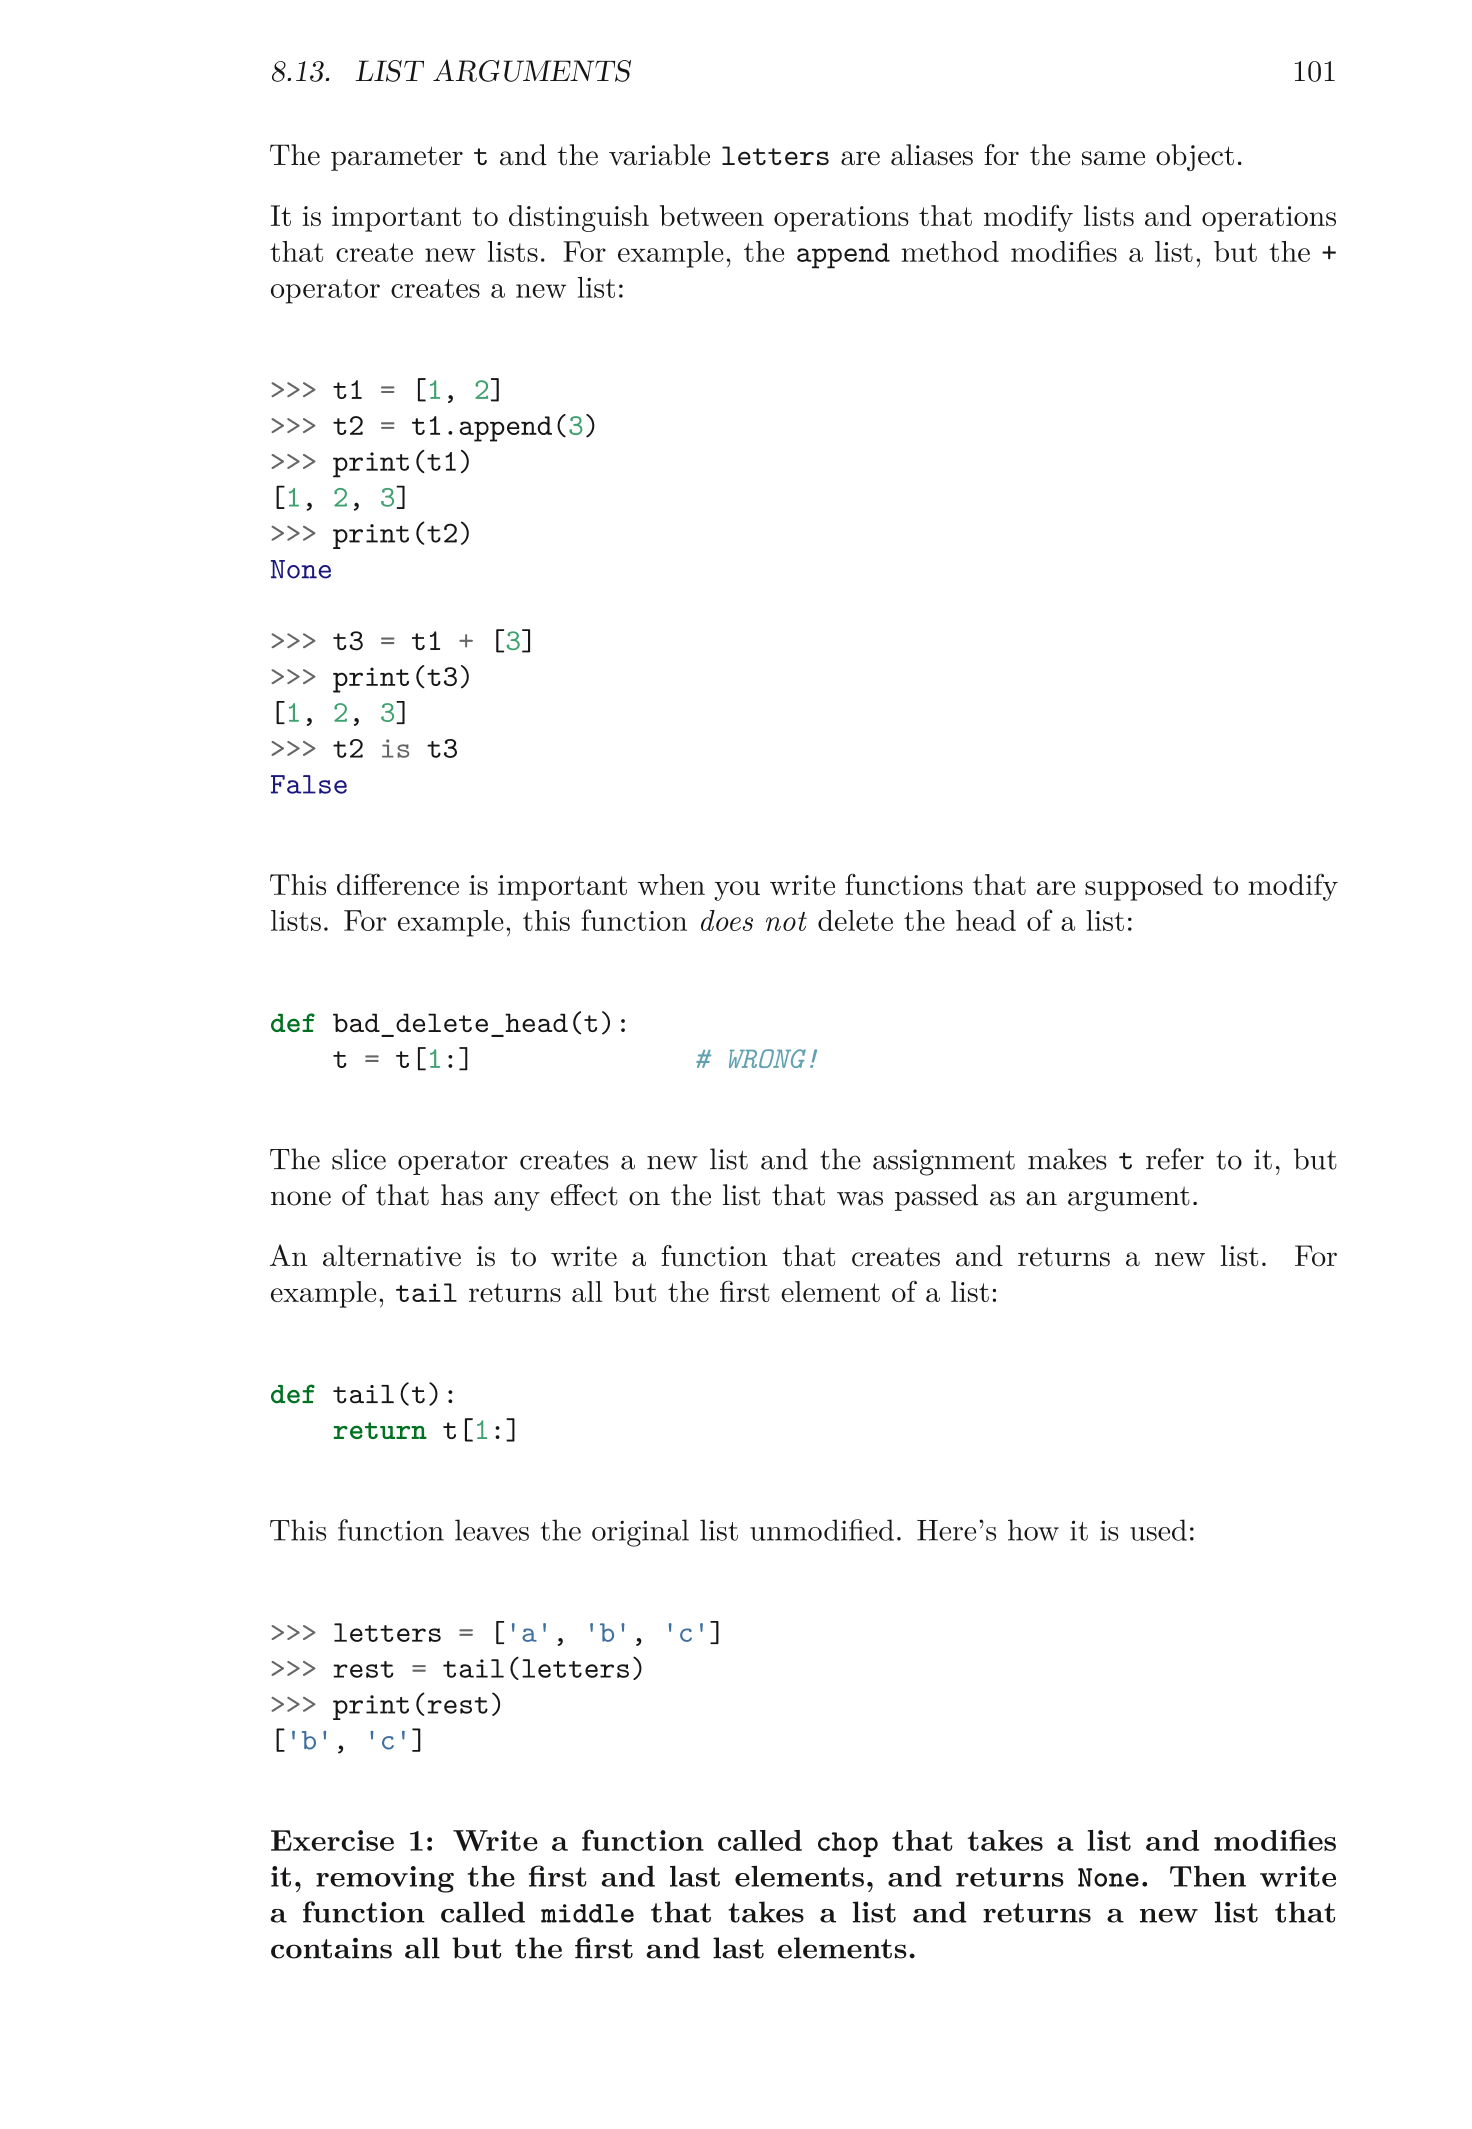 8.13. LIST ARGUMENTS 101
The parameter t and the variable letters are aliases for the same object.
It is important to distinguish between operations that modify lists and operations
that create new lists. For example, the append method modifies a list, but the +
operator creates a new list:
>>> t1 = [1, 2]
>>> t2 = t1.append(3)
>>> print(t1)
[1, 2, 3]
>>> print(t2)
None
>>> t3 = t1 + [3]
>>> print(t3)
[1, 2, 3]
>>> t2 is t3
False
This difference is important when you write functions that are supposed to modify
lists. For example, this function does not delete the head of a list:
def bad_delete_head(t):
    t = t[1:]              # WRONG!
The slice operator creates a new list and the assignment makes t refer to it, but
none of that has any effect on the list that was passed as an argument.
An alternative is to write a function that creates and returns a new list. For
example, tail returns all but the first element of a list:
def tail(t):
    return t[1:]
This function leaves the original list unmodified. Here's how it is used:
>>> letters = ['a', 'b', 'c']
>>> rest = tail(letters)
>>> print(rest)
['b', 'c']
Exercise 1: Write a function called chop that takes a list and modifies
it, removing the first and last elements, and returns None. Then write
a function called middle that takes a list and returns a new list that
contains all but the first and last elements.